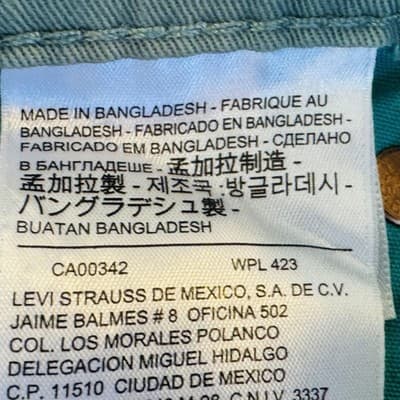 MADE IN BANGLADESH - FABRIQUE AU
BANGLADESH - FABRICADO EN BANGLADESH -
FABRICADO EM BANGLADESH - СДЕЛАНО
В БАНГЛАДЕШЕ - 孟加拉制造 -
孟加拉製 - 제조국 : 방글라데시 -
バングラデシュ製 -
BUATAN BANGLADESH
CA00342 WPL 423
LEVI STRAUSS DE MEXICO, S.A. DE C.V.
JAIME BALMES # 8 OFICINA 502
COL. LOS MORALES POLANCO
DELEGACION MIGUEL HIDALGO
C.P. 11510 CIUDAD DE MEXICO
C.N.I.V. 3337